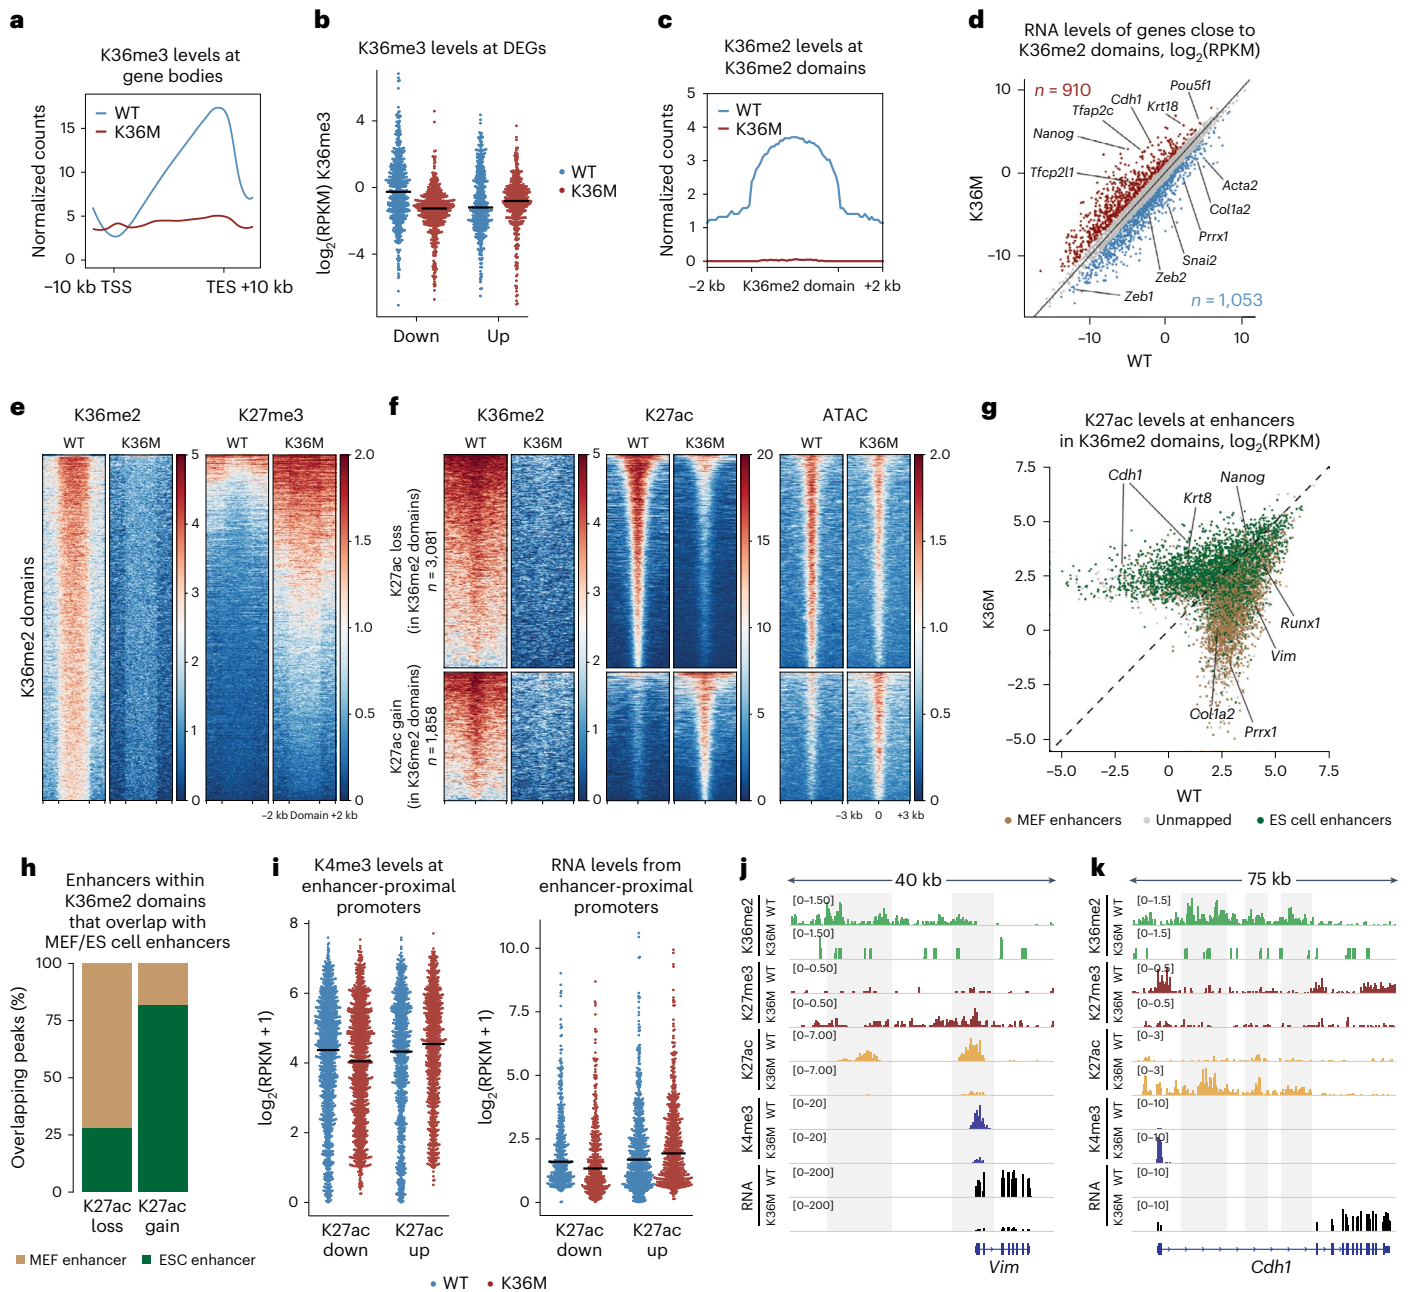 a
K36me3 levels at
gene bodies
WT
K36M
Normalized counts
15
10
5
0
−10 kb TSS
TES +10 kb
b
K36me3 levels at DEGs
log2(RPKM) K36me3
4
0
−4
Down
Up
WT
K36M
c
K36me2 levels at
K36me2 domains
WT
K36M
Normalized counts
5
4
3
2
1
0
−2 kb
K36me2 domain
+2 kb
d
RNA levels of genes close to
K36me2 domains, log2(RPKM)
n = 910
n = 1,053
Pou5f1
Cdh1
Krt18
Tfap2c
Nanog
Tfcp2l1
Acta2
Col1a2
Prrx1
Snai2
Zeb2
Zeb1
K36M
10
0
−10
−10
0
10
WT
e
K36me2
K27me3
WT
K36M
WT
K36M
K36me2 domains
5
4
3
2
1
0
2.0
1.5
1.0
0.5
0
−2 kb Domain +2 kb
f
K36me2
K27ac
ATAC
WT
K36M
WT
K36M
WT
K36M
K27ac loss
(in K36me2 domains)
n = 3,081
K27ac gain
(in K36me2 domains)
n = 1,858
5
4
3
2
1
0
20
15
10
5
0
2.0
1.5
1.0
0.5
0
−3 kb
0
+3 kb
g
K27ac levels at enhancers
in K36me2 domains, log2(RPKM)
Cdh1
Krt8
Nanog
Runx1
Vim
Col1a2
Prrx1
K36M
7.5
5.0
2.5
0
−2.5
−5.0
−5.0
−2.5
0
2.5
5.0
7.5
WT
MEF enhancers
Unmapped
ES cell enhancers
h
Enhancers within
K36me2 domains
that overlap with
MEF/ES cell enhancers
Overlapping peaks (%)
100
75
50
25
0
K27ac
loss
K27ac
gain
MEF enhancer
ESC enhancer
i
K4me3 levels at
enhancer-proximal
promoters
log2(RPKM + 1)
8
6
4
2
0
K27ac
down
K27ac
up
RNA levels from
enhancer-proximal
promoters
log2(RPKM + 1)
10.0
7.5
5.0
2.5
0
K27ac
down
K27ac
up
WT
K36M
j
40 kb
K36me2
WT
[0–1.50]
K36M
[0–1.50]
K27me3
WT
[0–0.50]
K36M
[0–0.50]
K27ac
WT
[0–7.00]
K36M
[0–7.00]
K4me3
WT
[0–20]
K36M
[0–20]
RNA
WT
[0–200]
K36M
[0–200]
Vim
k
75 kb
K36me2
WT
[0–1.5]
K36M
[0–1.5]
K27me3
WT
[0–0.5]
K36M
[0–0.5]
K27ac
WT
[0–3]
K36M
[0–3]
K4me3
WT
[0–10]
K36M
[0–10]
RNA
WT
[0–10]
K36M
[0–10]
Cdh1